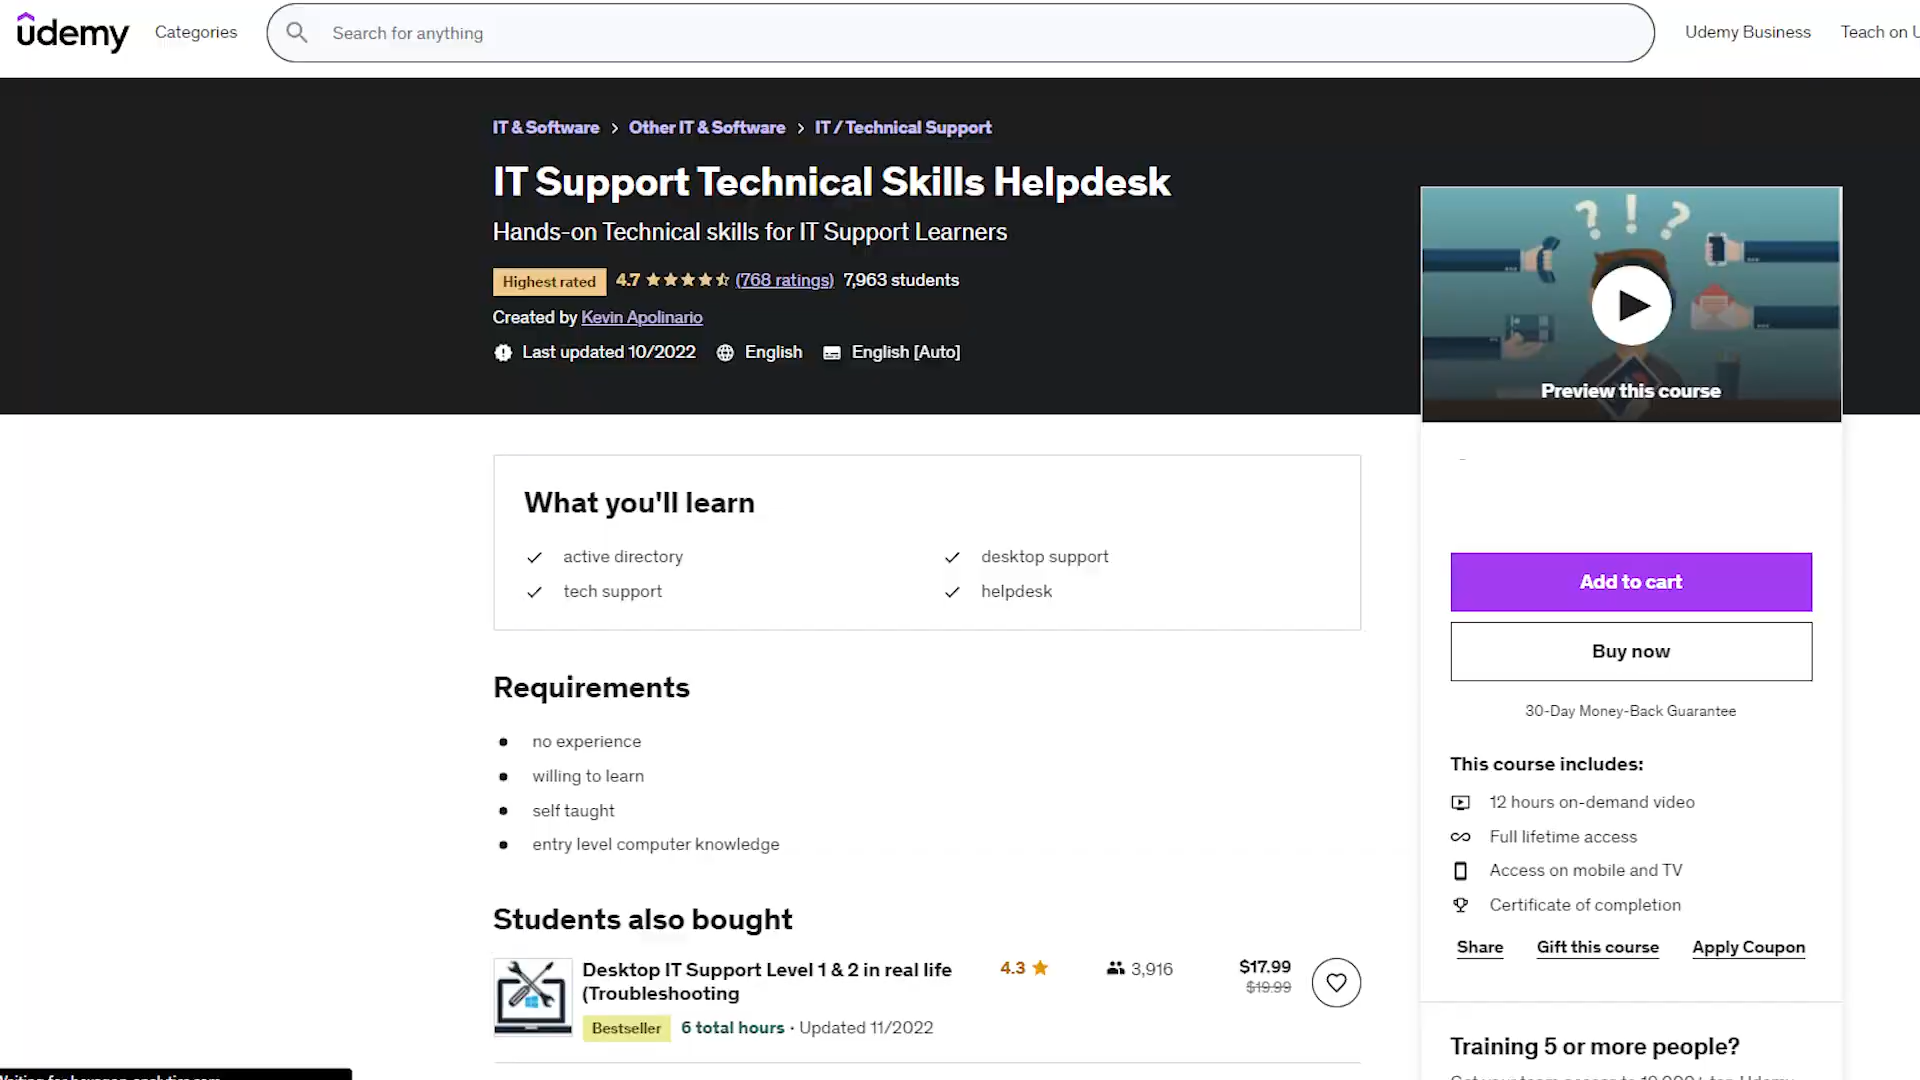 udemy
Categories
Search for anything
Udemy Business
Teach on U
IT & Software > Other IT & Software > IT / Technical Support
IT Support Technical Skills Helpdesk
Hands-on Technical skills for IT Support Learners
Highest rated 4.7 (768 ratings) 7,963 students
Created by Kevin Apolinario
Last updated 10/2022 English English [Auto]
Preview this course
What you'll learn
active directory
desktop support
tech support
helpdesk
Add to cart
Buy now
30-Day Money-Back Guarantee
Requirements
no experience
willing to learn
self taught
entry level computer knowledge
This course includes:
12 hours on-demand video
Full lifetime access
Access on mobile and TV
Certificate of completion
Share Gift this course Apply Coupon
Students also bought
Desktop IT Support Level 1 & 2 in real life
(Troubleshooting
4.3
3,916
$17.99
$19.99
Bestseller 6 total hours · Updated 11/2022
Training 5 or more people?